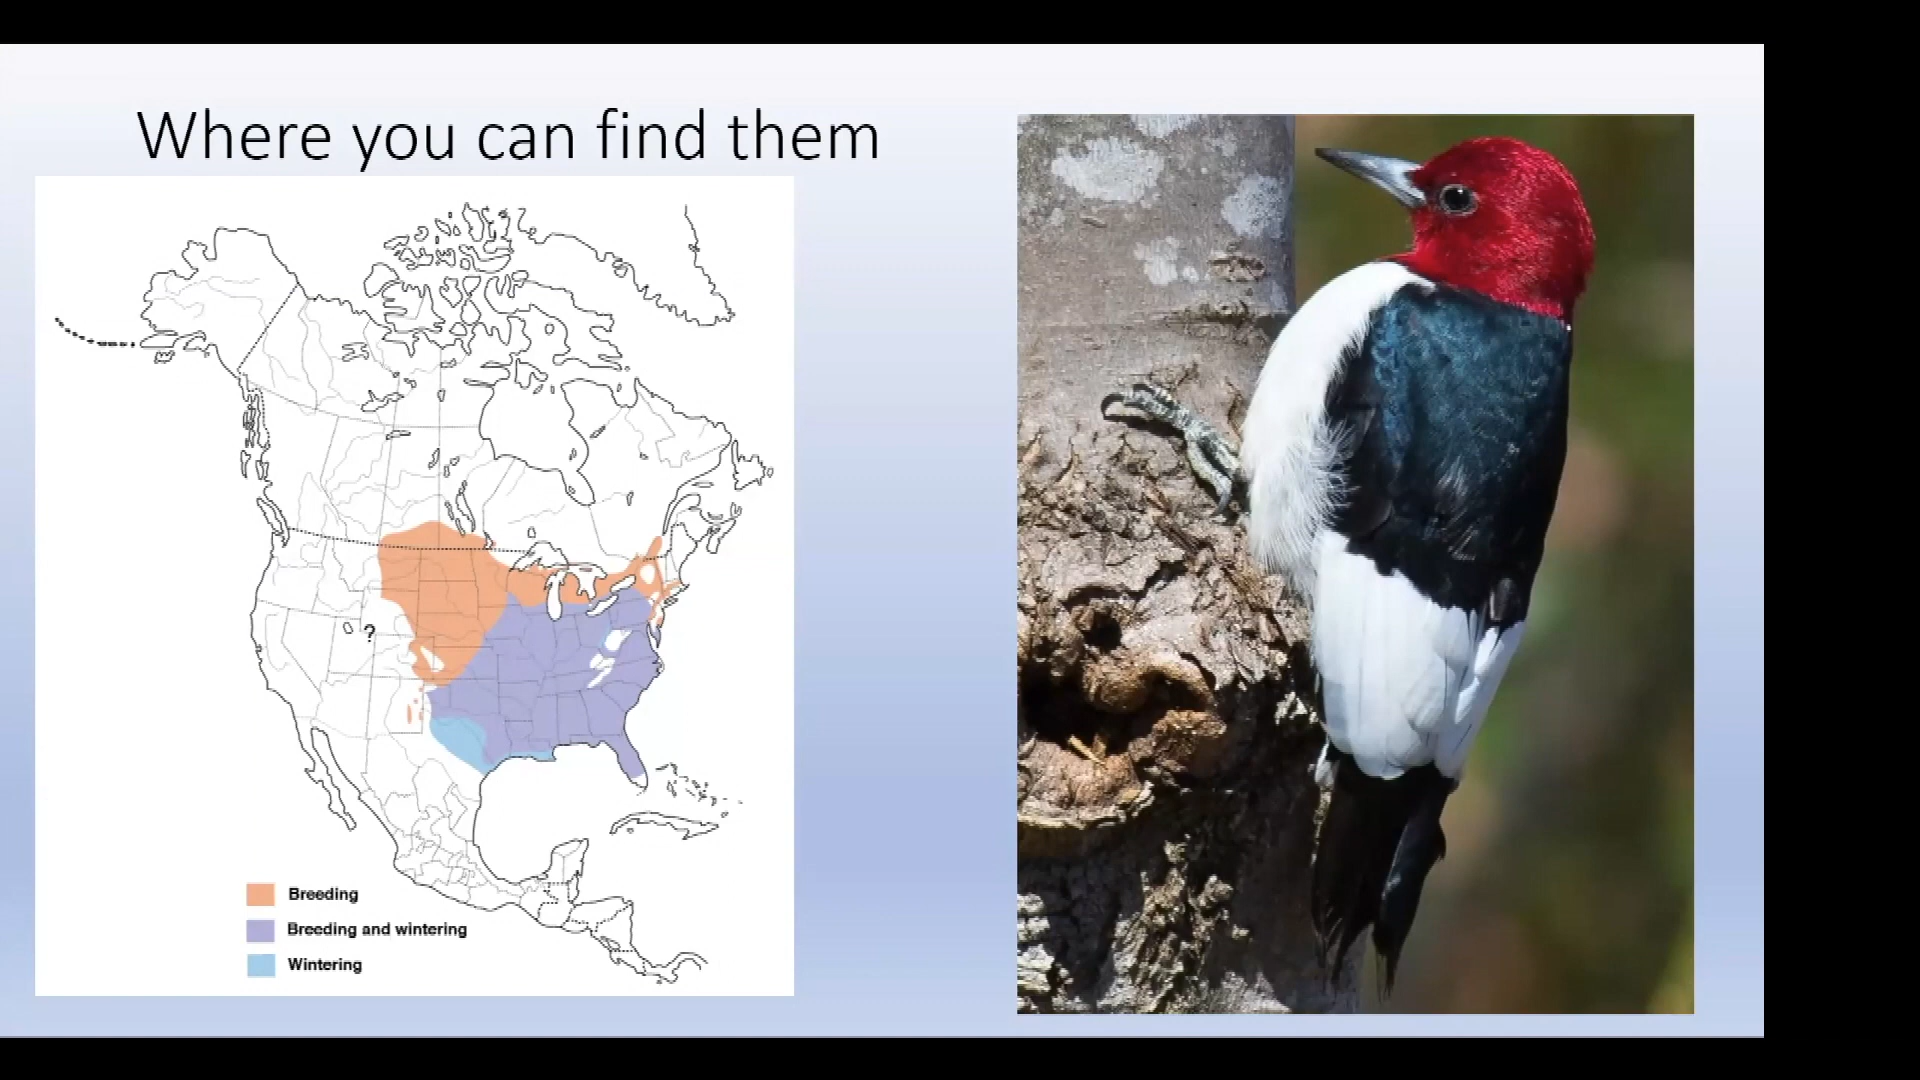 Where you can find them
?
Breeding
Breeding and wintering
Wintering